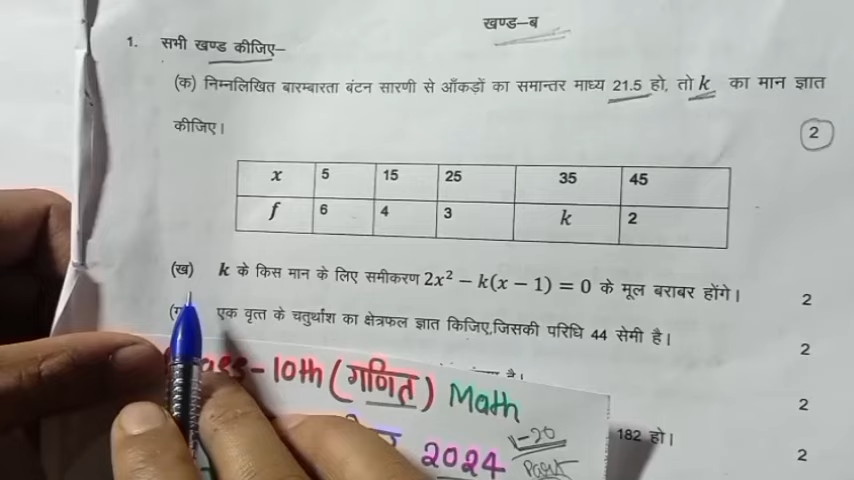 खण्ड–ब
1. सभी खण्ड कीजिए–
(क) निम्नलिखित बारम्बारता बंटन सारणी से आँकड़ों का समान्तर माध्य 21.5 हो, तो k का मान ज्ञात
कीजिए। 2
x 5 15 25 35 45
f 6 4 3 k 2
(ख) k के किस मान के लिए समीकरण 2x² − k(x − 1) = 0 के मूल बराबर होंगे। 2
एक वृत्त के चतुर्थांश का क्षेत्रफल ज्ञात किजिए,जिसकी परिधि 44 सेमी है। 2
है।
-10th (गणित) Math 2
182 हो।
2024 2
-20
Part